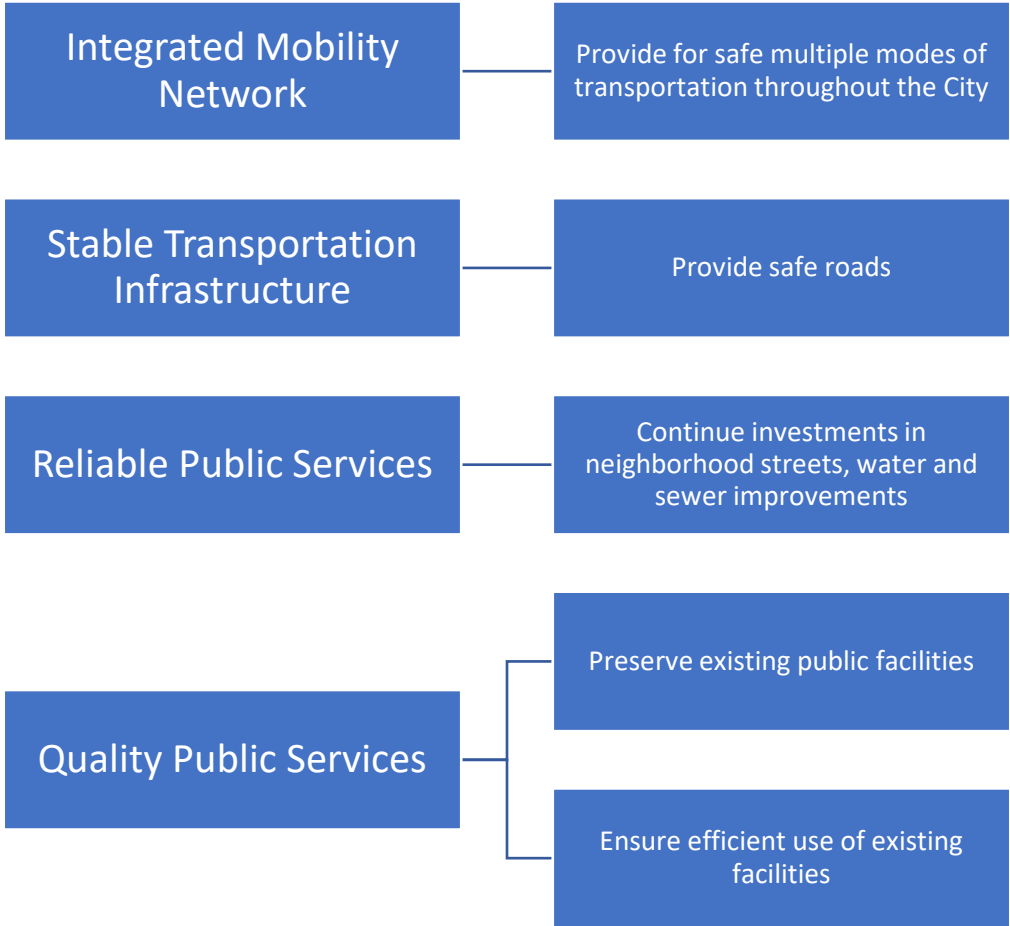 Integrated Mobility
Network
Provide for safe multiple modes of
transportation throughout the City
Stable Transportation
Infrastructure
Provide safe roads
Reliable Public Services
Continue investments in
neighborhood streets, water and
sewer improvements
Quality Public Services
Preserve existing public facilities
Ensure efficient use of existing
facilities